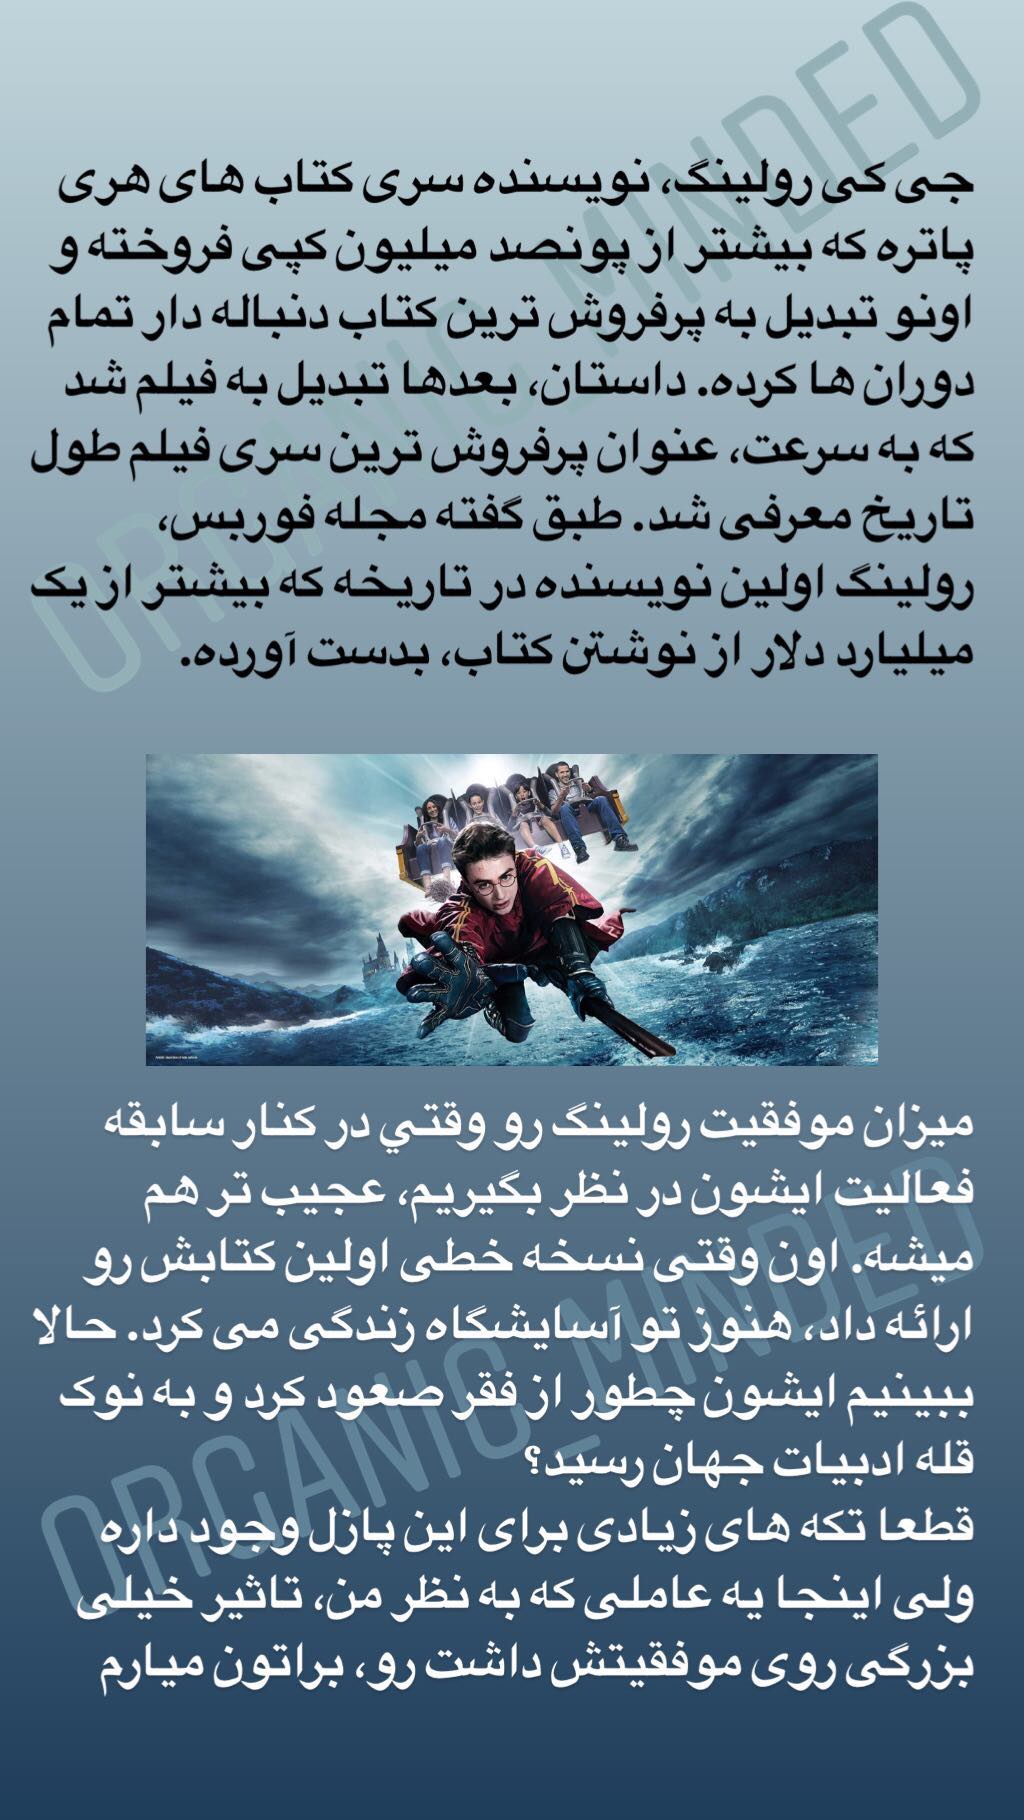 جی کی رولینگ، نویسنده سری کتاب های هری
پاتره که بیشتر از پونصد میلیون کپی فروخته و
اونو تبدیل به پرفروش ترین کتاب دنباله دار تمام
دوران ها کرده. داستان، بعدها تبدیل به فیلم شد
که به سرعت، عنوان پرفروش ترین سری فیلم طول
تاریخ معرفی شد. طبق گفته مجله فوربس،
رولینگ اولین نویسنده در تاریخه که بیشتر از یک
میلیارد دلار از نوشتن کتاب، بدست آورده.
میزان موفقیت رولینگ رو وقتي در کنار سابقه
فعالیت ایشون در نظر بگیریم، عجیب تر هم
میشه. اون وقتی نسخه خطی اولین کتابش رو
ارائه داد، هنوز تو آسایشگاه زندگی می کرد. حالا
ببینیم ایشون چطور از فقر صعود کرد و به نوک
قله ادبیات جهان رسید؟
قطعا تکه های زیادی برای این پازل وجود داره
ولی اینجا یه عاملی که به نظر من، تاثیر خیلی
بزرگی روی موفقیتش داشت رو، براتون میارم
ORGANIC_MINDED
ORGANIC_MINDED